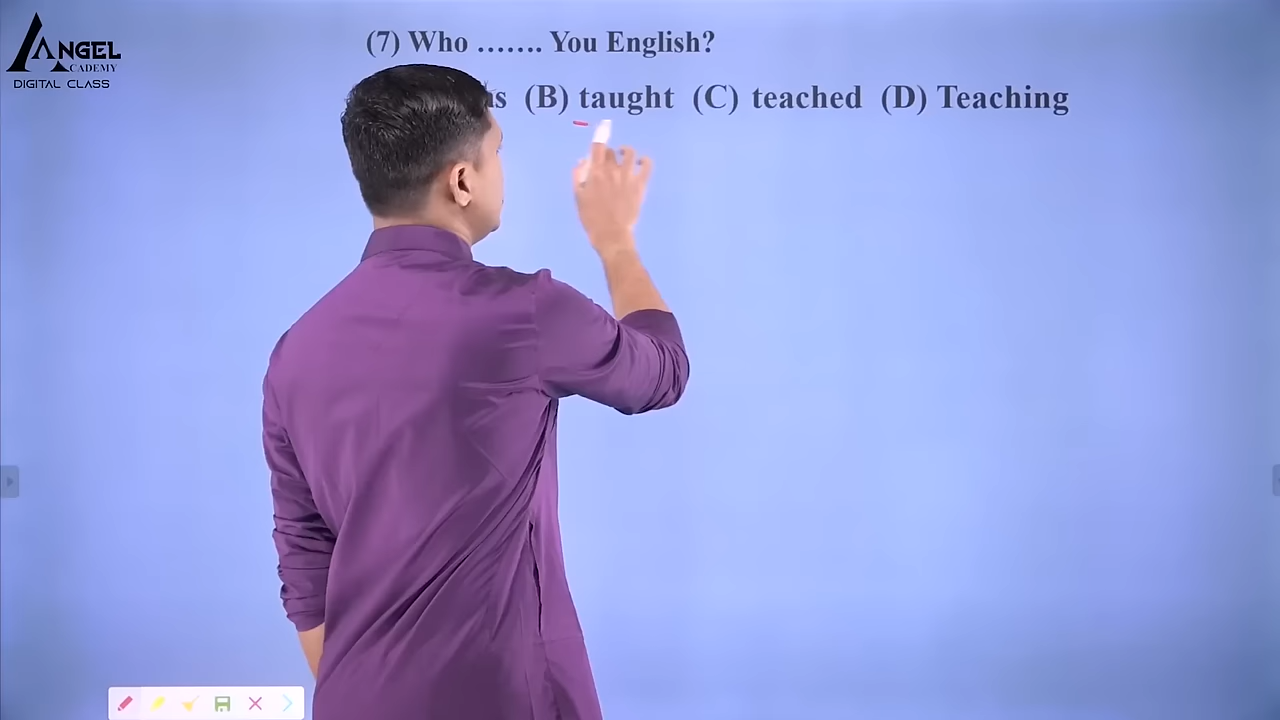 ANGEL
ACADEMY
DIGITAL CLASS
(7) Who ……. You English?
(B) taught (C) teached (D) Teaching